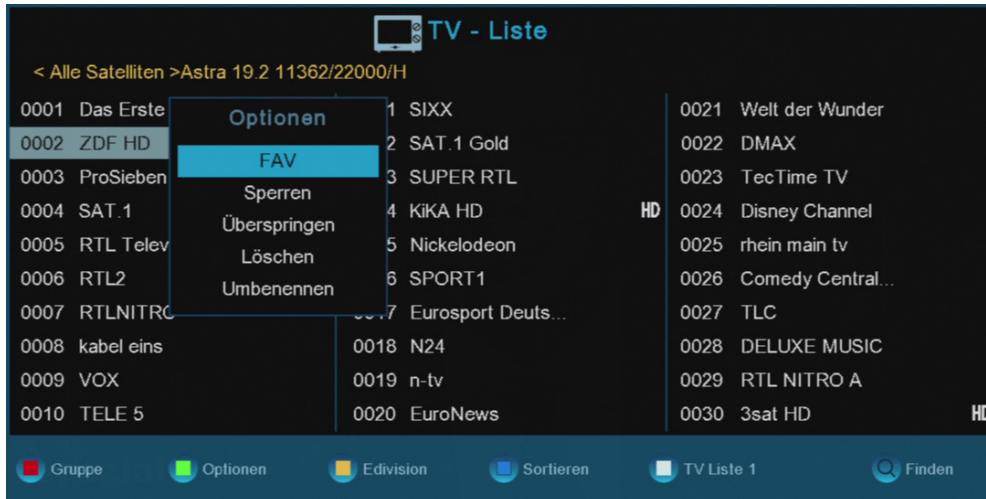 TV - Liste
< Alle Satelliten >Astra 19.2 11362/22000/H
0001 Das Erste
0002 ZDF HD
0003 ProSieben
0004 SAT.1
0005 RTL Telev
0006 RTL2
0007 RTLNITRO
0008 kabel eins
0009 VOX
0010 TELE 5
Optionen
FAV
Sperren
Überspringen
Löschen
Umbenennen
1 SIXX
2 SAT.1 Gold
3 SUPER RTL
4 KiKA HD HD
5 Nickelodeon
6 SPORT1
0017 Eurosport Deuts...
0018 N24
0019 n-tv
0020 EuroNews
0021 Welt der Wunder
0022 DMAX
0023 TecTime TV
0024 Disney Channel
0025 rhein main tv
0026 Comedy Central...
0027 TLC
0028 DELUXE MUSIC
0029 RTL NITRO A
0030 3sat HD HD
Gruppe Optionen Edivision Sortieren TV Liste 1 Finden